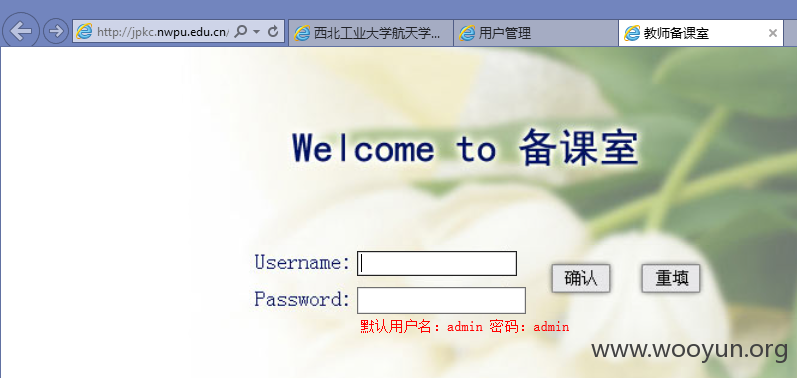 http://jpkc.nwpu.edu.cn/
西北工业大学航天学...
用户管理
教师备课室
Welcome to 备课室
Username:
确认
重填
Password:
默认用户名：admin 密码：admin
www.wooyun.org